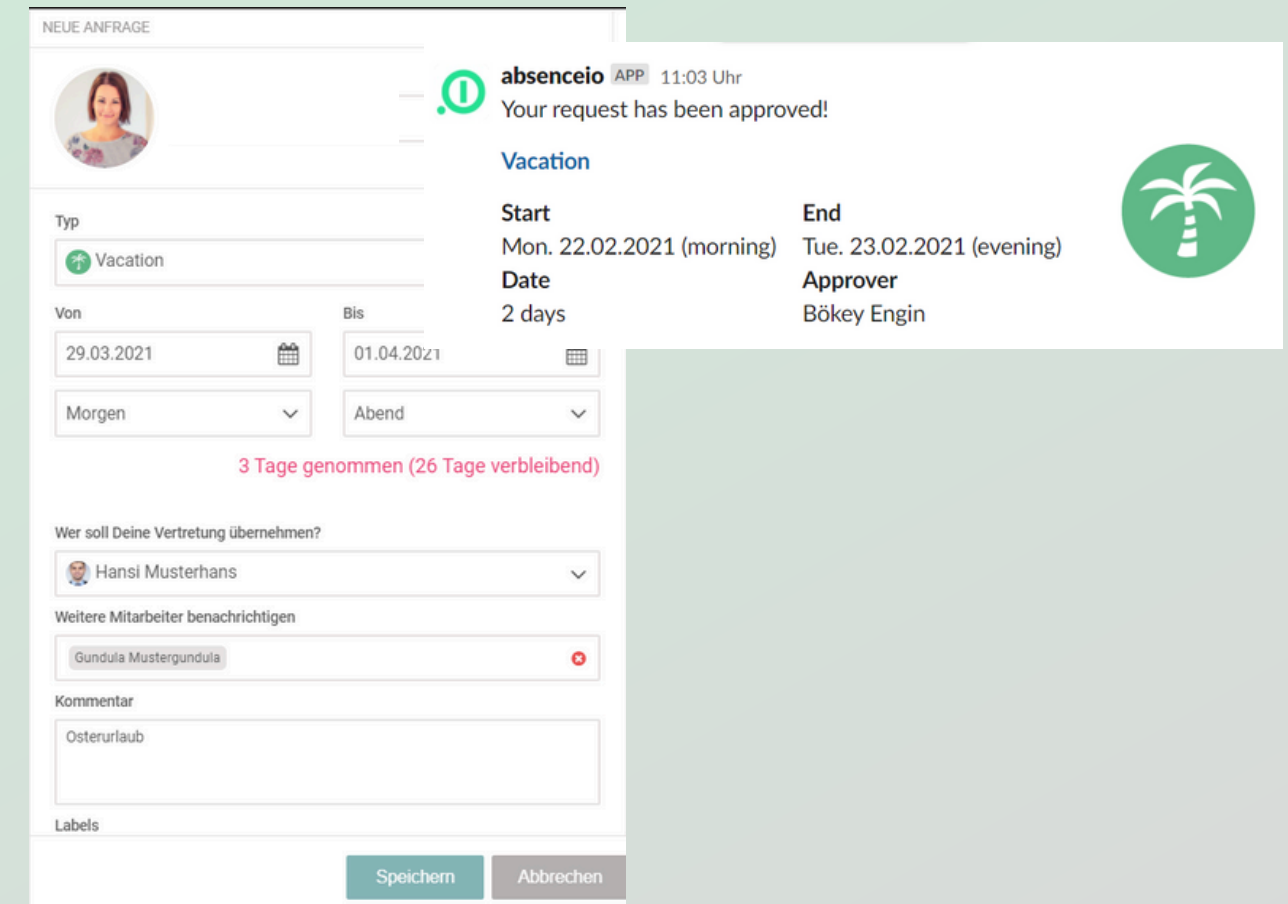 NEUE ANFRAGE
Typ
Vacation
Von
Bis
29.03.2021
01.04.2021
Morgen
Abend
3 Tage genommen (26 Tage verbleibend)
Wer soll Deine Vertretung übernehmen?
Hansi Musterhans
Weitere Mitarbeiter benachrichtigen
Gundula Mustergundula
Kommentar
Osterurlaub
Labels
Speichern
Abbrechen
absenceio APP 11:03 Uhr
Your request has been approved!
Vacation
Start
End
Mon. 22.02.2021 (morning)
Tue. 23.02.2021 (evening)
Date
Approver
2 days
Bökey Engin